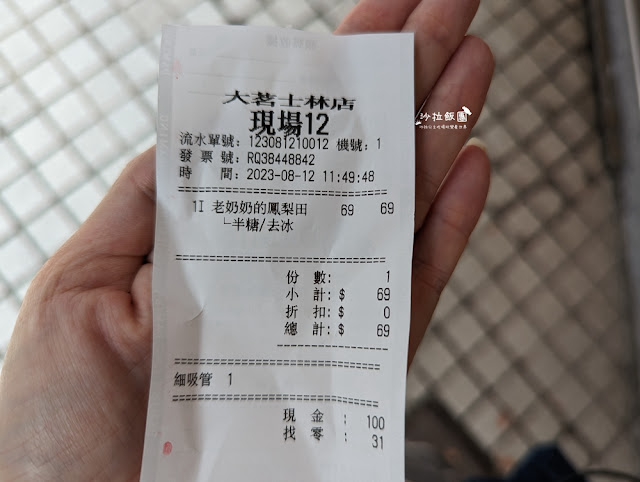 大茗士林店
現場12
流水單號: 123081210012 機號: 1
發票號: RQ38448842
時 間: 2023-08-12 11:49:48
1I 老奶奶的鳳梨田 69 69
└半糖/去冰
份 數: 1
小 計: $ 69
折 扣: $ 0
總 計: $ 69
細吸管 1
現 金 : 100
找 零 : 31
沙拉飯團